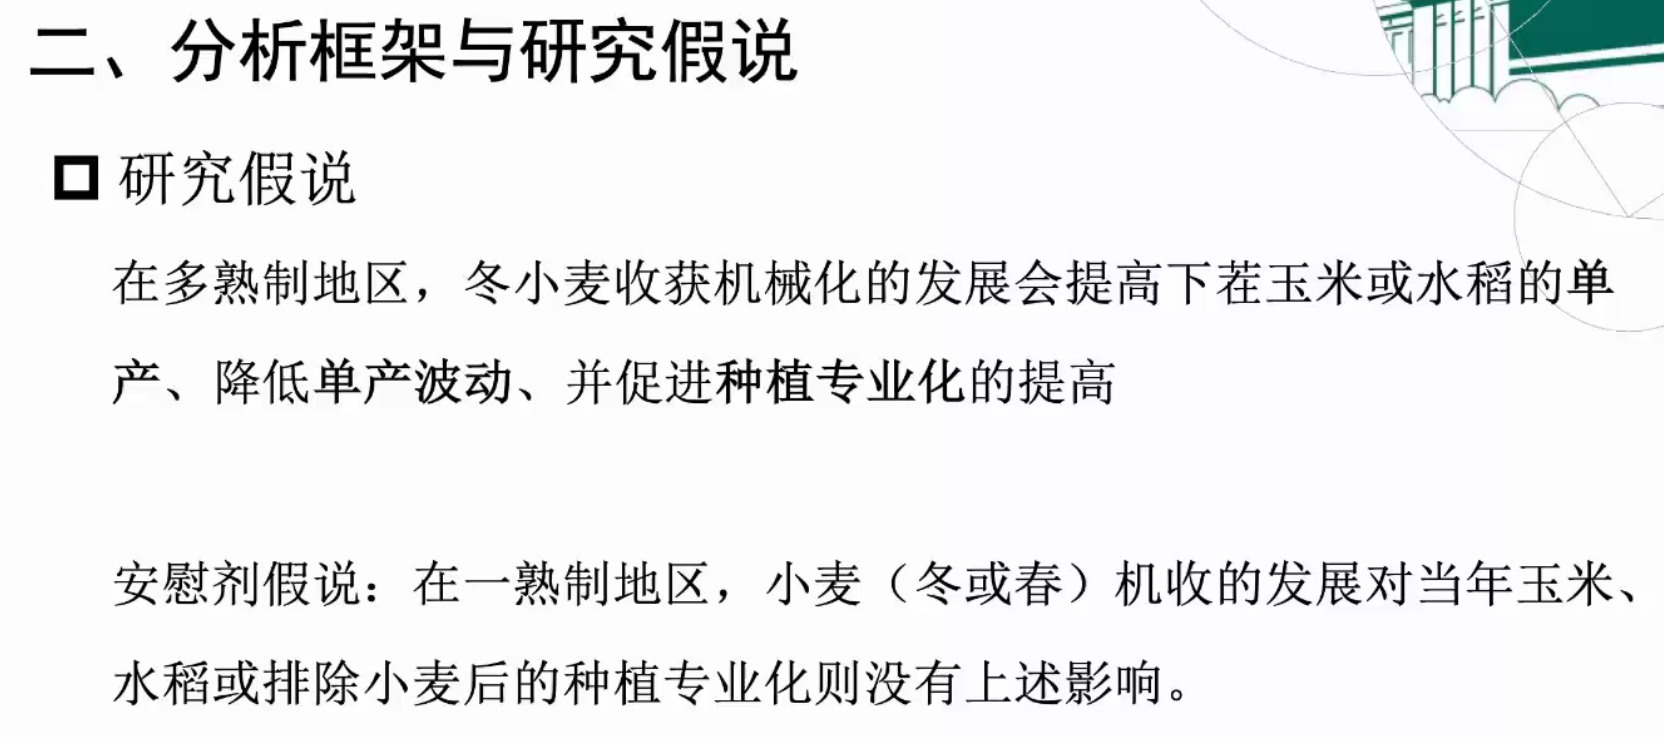 二、分析框架与研究假说
研究假说
在多熟制地区，冬小麦收获机械化的发展会提高下茬玉米或水稻的单
产、降低单产波动、并促进种植专业化的提高
安慰剂假说：在一熟制地区，小麦（冬或春）机收的发展对当年玉米、
水稻或排除小麦后的种植专业化则没有上述影响。